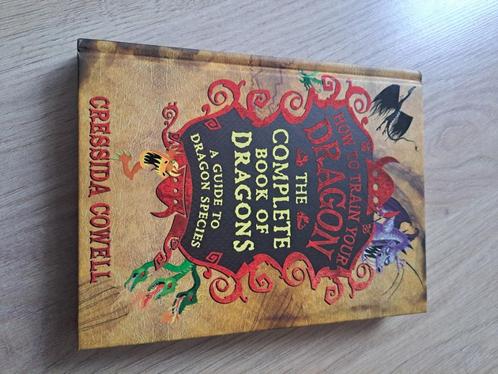 HOW TO TRAIN YOUR
DRAGON
THE
COMPLETE
BOOK OF
DRAGONS
A GUIDE TO
DRAGON SPECIES
CRESSIDA COWELL